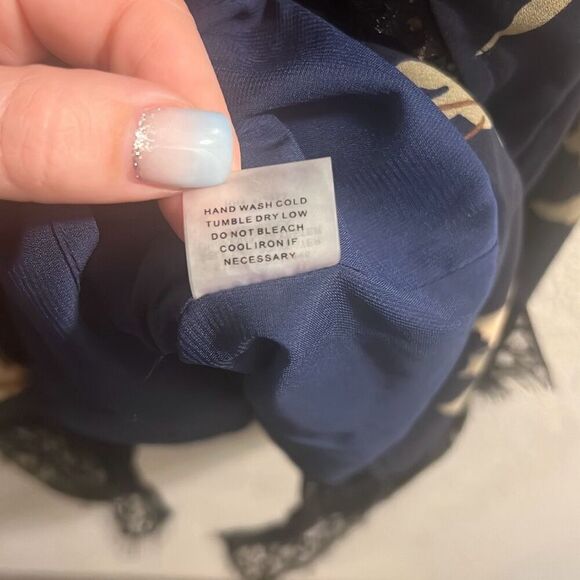 HAND WASH COLD
TUMBLE DRY LOW
DO NOT BLEACH
COOL IRON IF
NECESSARY